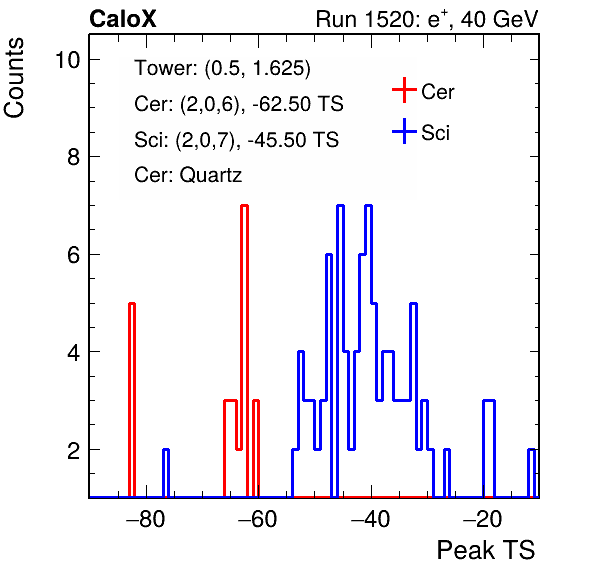 CaloX Run 1520: e⁺, 40 GeV
Counts
Tower: (0.5, 1.625)
Cer: (2,0,6), -62.50 TS
Sci: (2,0,7), -45.50 TS
Cer: Quartz
Cer
Sci
10
8
6
4
2
−80 −60 −40 −20
Peak TS